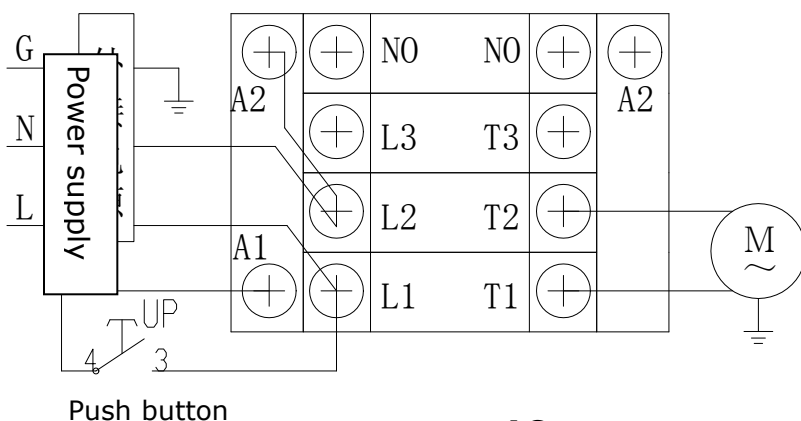 G
N
L
Power supply
A2
NO NO
A2
L3 T3
L2 T2
A1
L1 T1
M
~
UP
4 3
Push button